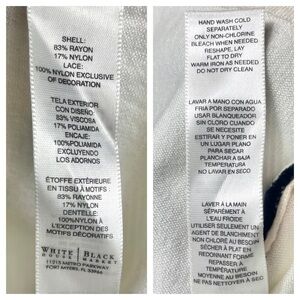 SHELL:
83% RAYON
17% NYLON
LACE:
100% NYLON EXCLUSIVE
OF DECORATION
TELA EXTERIOR
CON DISEÑO:
83% VISCOSA
17% POLIAMIDA
ENCAJE:
100%POLIAMIDA
EXCLUYENDO
LOS ADORNOS
ÉTOFFE EXTÉRIEURE
EN TISSU À MOTIFS:
83% RAYONNE
17% NYLON
DENTELLE:
100%NYLON À
L'EXCEPTION DES
MOTIFS DÉCORATIFS
WHITE HOUSE | BLACK MARKET
11215 METRO PARKWAY
FORT MYERS, FL 33966
HAND WASH COLD
SEPARATELY
ONLY NON-CLORINE
BLEACH WHEN NEEDED
RESHAPE, LAY
FLAT TO DRY
WARM IRON AS NEEDED
DO NOT DRY CLEAN
LAVAR A MANO CON AGUA
FRIA POR SEPARADO
USAR BLANQUEADOR
SIN CLORO CUANDO
SE NECESITE
ESTIRAR Y PONER EN
UN LUGAR PLANO
PARA SECAR
PLANCHAR A BAJA
TEMPERATURA
NO LAVAR EN SECO
LAVER A LA MAIN
SÉPARÉMENT À
L'EAU FROIDE
UTILISER SEULEMENT UN
AGENT DE BLANCHIMENT
NON CHLORE AU BESOIN
SÉCHER À PLAT EN
REDONNANT FORME
REPASSER
TEMPERATURE
MOYENNE AU BESOIN
NE PAS NETTOYER À SEC